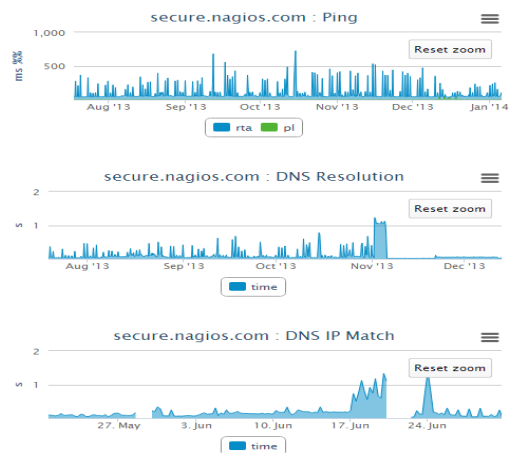 secure.nagios.com : Ping
1,000
500
ms
Reset zoom
Aug '13 Sep '13 Oct '13 Nov '13 Dec '13 Jan '14
rta pl
secure.nagios.com : DNS Resolution
2
1
s
Reset zoom
Aug '13 Sep '13 Oct '13 Nov '13 Dec '13
time
secure.nagios.com : DNS IP Match
2
1
s
Reset zoom
27. May 3. Jun 10. Jun 17. Jun 24. Jun
time